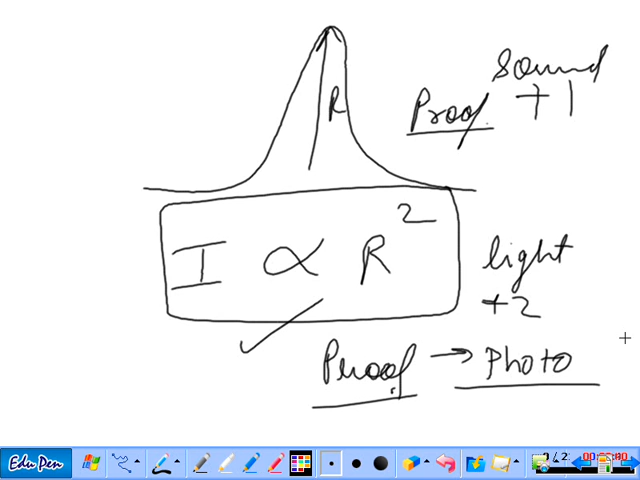 Sound
+1
Proof.
R
I ∝ R²
light
+2
Proof → Photo
Edu Pen